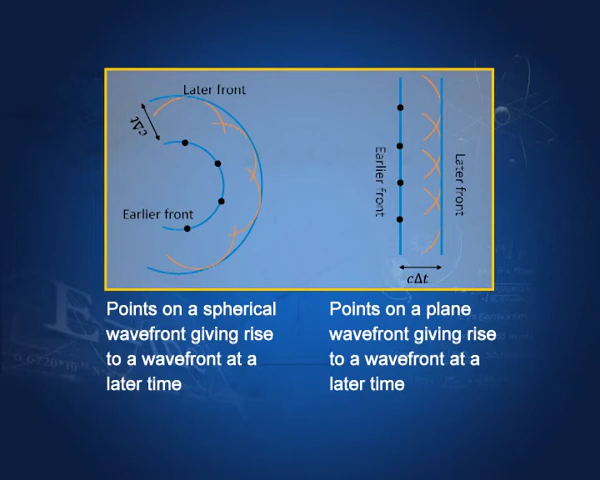 Later front
cΔt
Earlier front
Earlier front
Later front
cΔt
Points on a spherical
wavefront giving rise
to a wavefront at a
later time
Points on a plane
wavefront giving rise
to a wavefront at a
later time